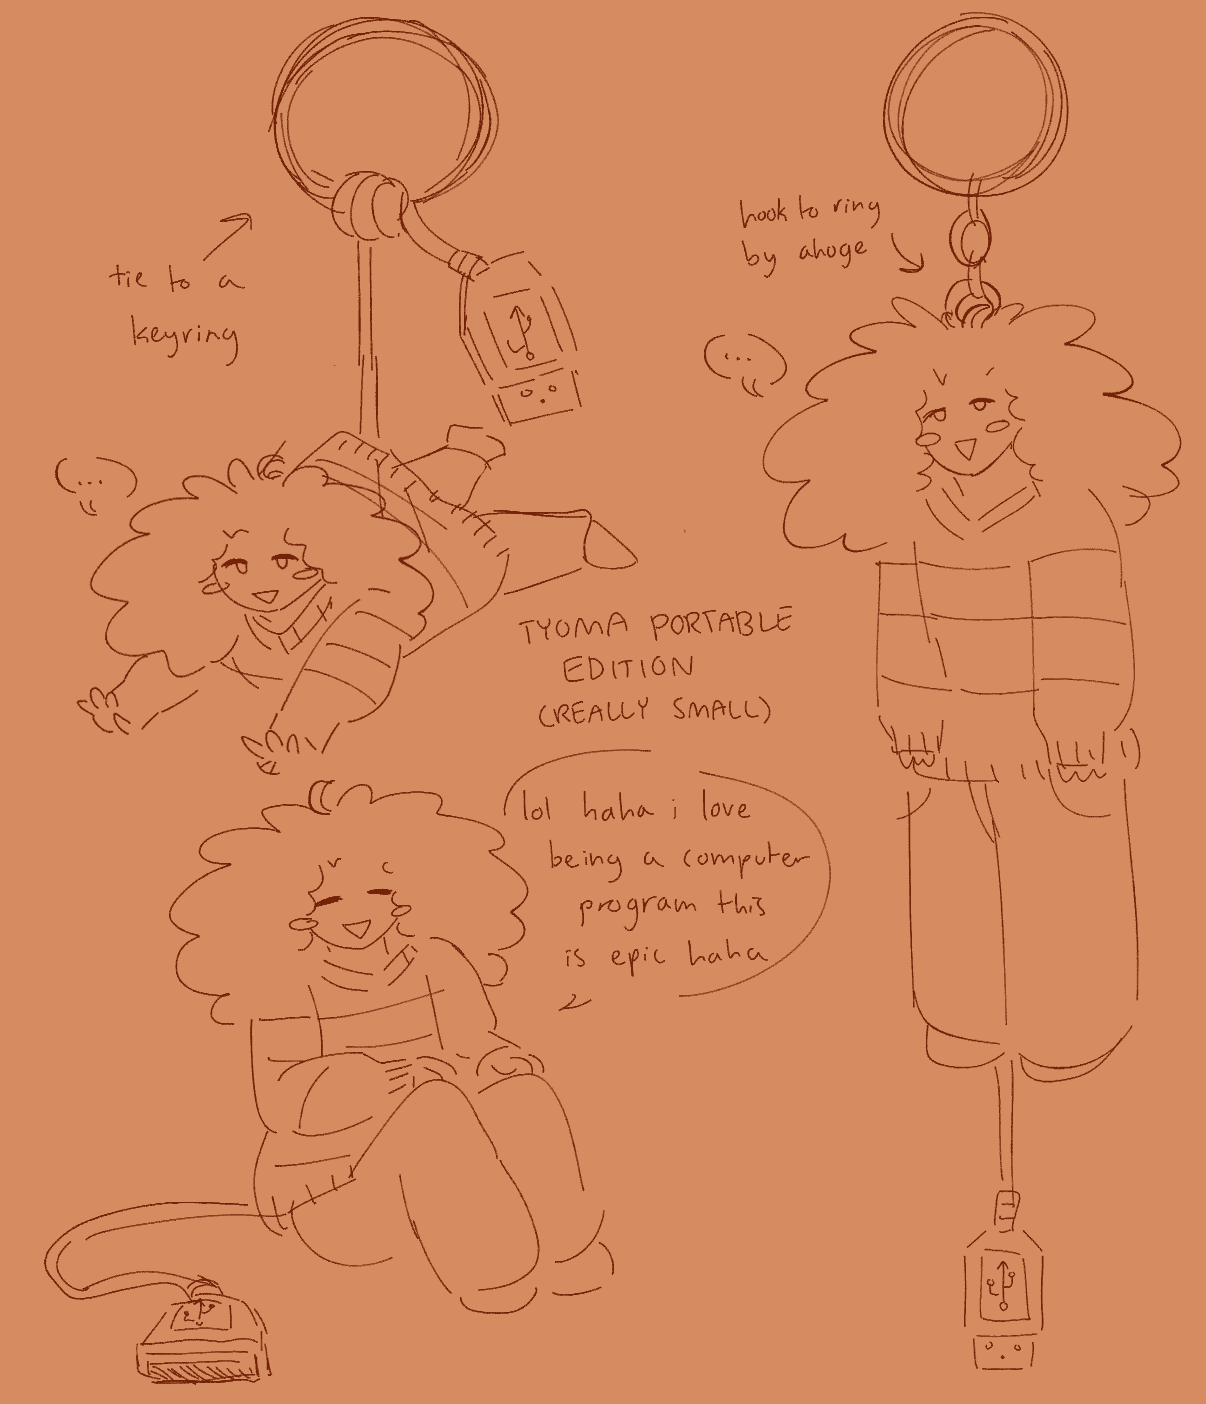 tie to a
keyring
...
hook to ring
by ahoge
...
TYOMA PORTABLE
EDITION
(REALLY SMALL)
lol haha i love
being a computer
program this
is epic haha